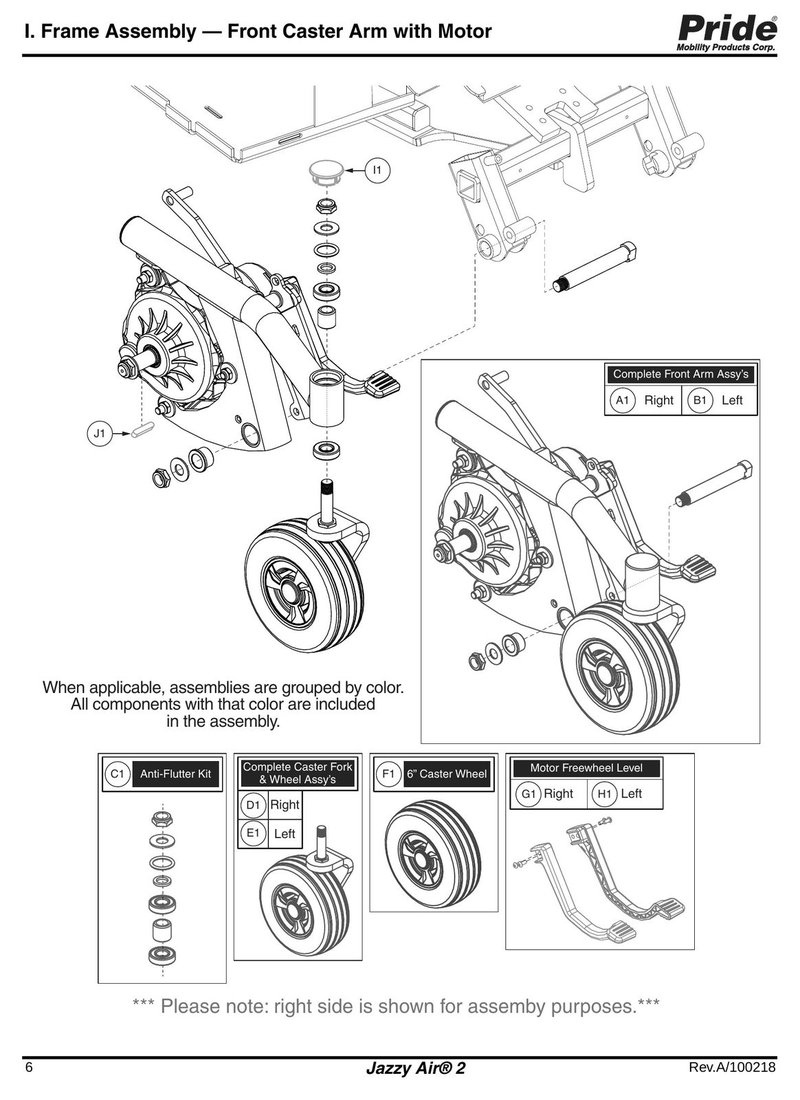 I. Frame Assembly — Front Caster Arm with Motor
Pride®
Mobility Products Corp.
I1
Complete Front Arm Assy's
A1 Right B1 Left
J1
When applicable, assemblies are grouped by color.
All components with that color are included
in the assembly.
C1 Anti-Flutter Kit
Complete Caster Fork
& Wheel Assy's
D1 Right
E1 Left
F1 6" Caster Wheel
Motor Freewheel Level
G1 Right H1 Left
*** Please note: right side is shown for assemby purposes.***
6
Jazzy Air® 2
Rev.A/100218